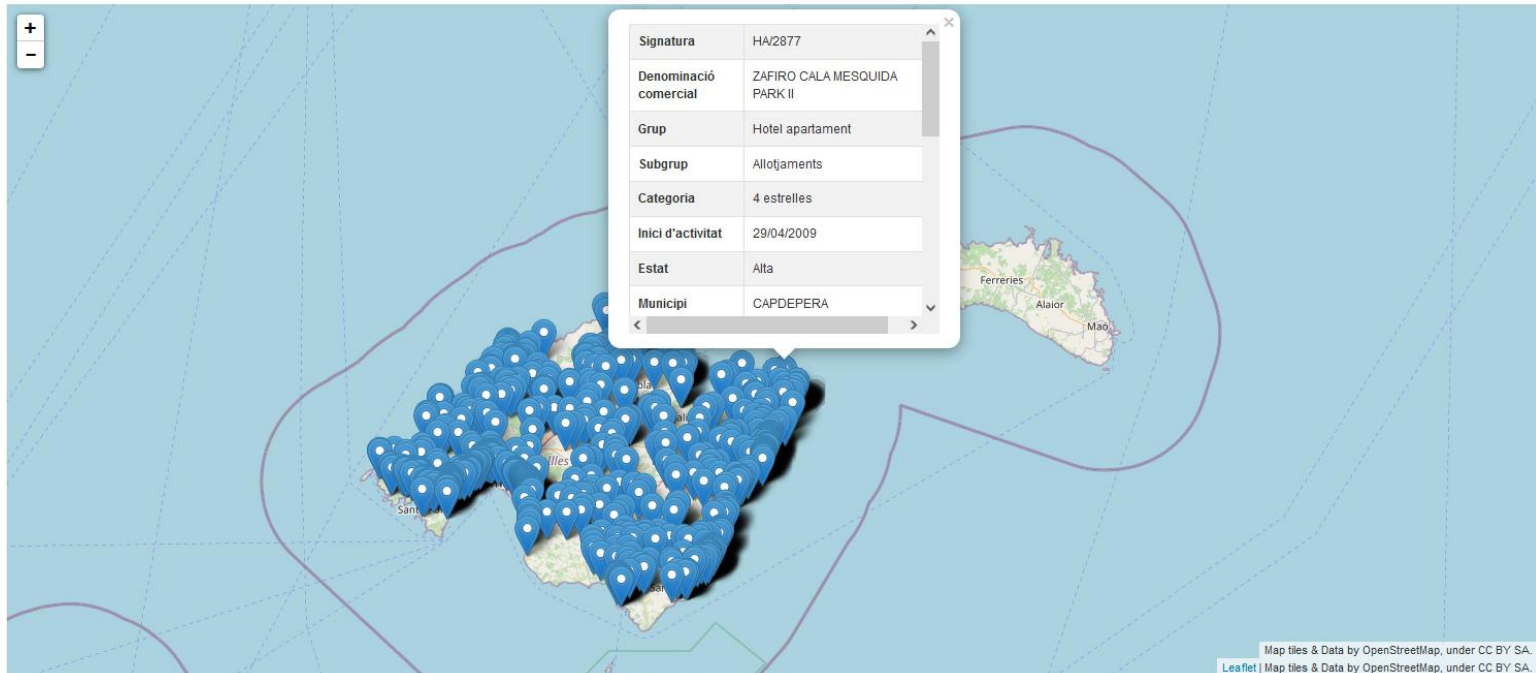 +
−
×
Signatura HA/2877
Denominació ZAFIRO CALA MESQUIDA
comercial PARK II
Grup Hotel apartament
Subgrup Allotjaments
Categoria 4 estrelles
Inici d'activitat 29/04/2009
Estat Alta
Municipi CAPDEPERA
Ferreries
Alaior
Maó
Map tiles & Data by OpenStreetMap, under CC BY SA.
Leaflet | Map tiles & Data by OpenStreetMap, under CC BY SA.